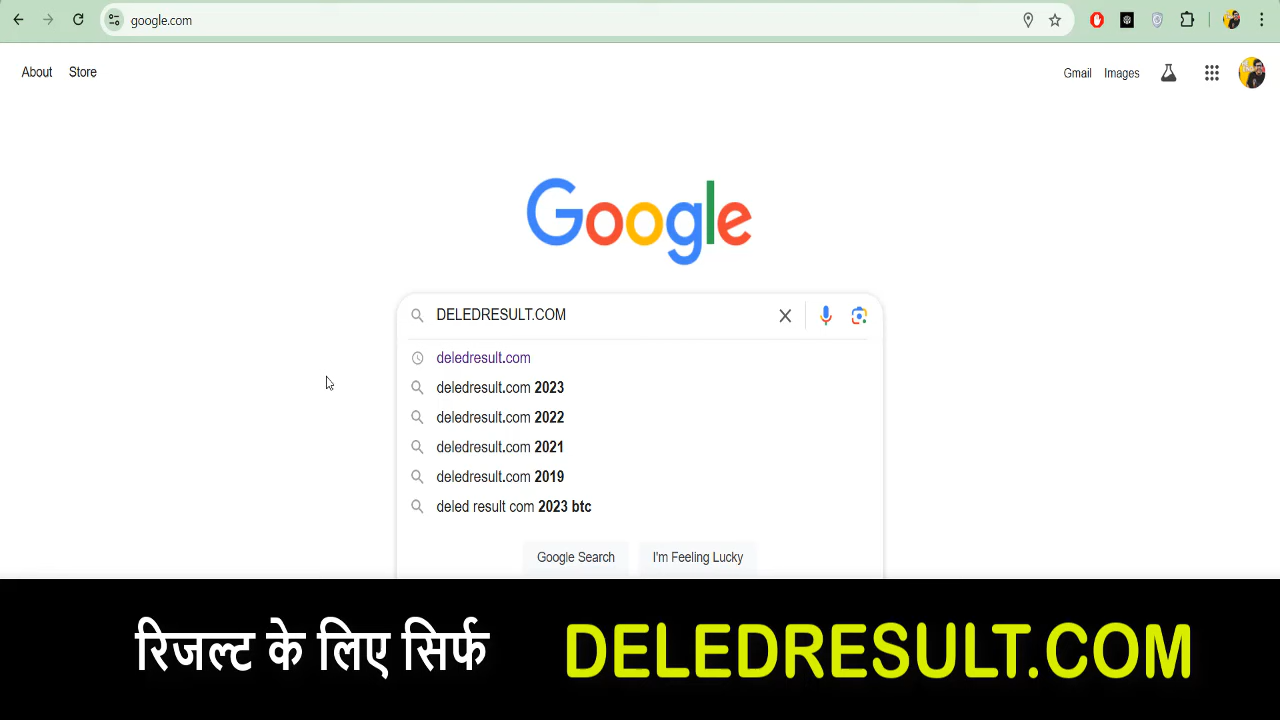 google.com
About Store Gmail Images
Google
DELEDRESULT.COM
deledresult.com
deledresult.com 2023
deledresult.com 2022
deledresult.com 2021
deledresult.com 2019
deled result com 2023 btc
Google Search I'm Feeling Lucky
रिजल्ट के लिए सिर्फ DELEDRESULT.COM